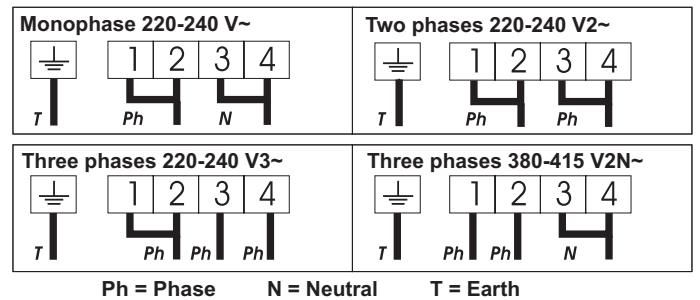 Monophase 220-240 V~
1 2 3 4
T Ph N
Two phases 220-240 V2~
1 2 3 4
T Ph Ph
Three phases 220-240 V3~
1 2 3 4
T Ph Ph Ph
Three phases 380-415 V2N~
1 2 3 4
T Ph Ph N
Ph = Phase N = Neutral T = Earth